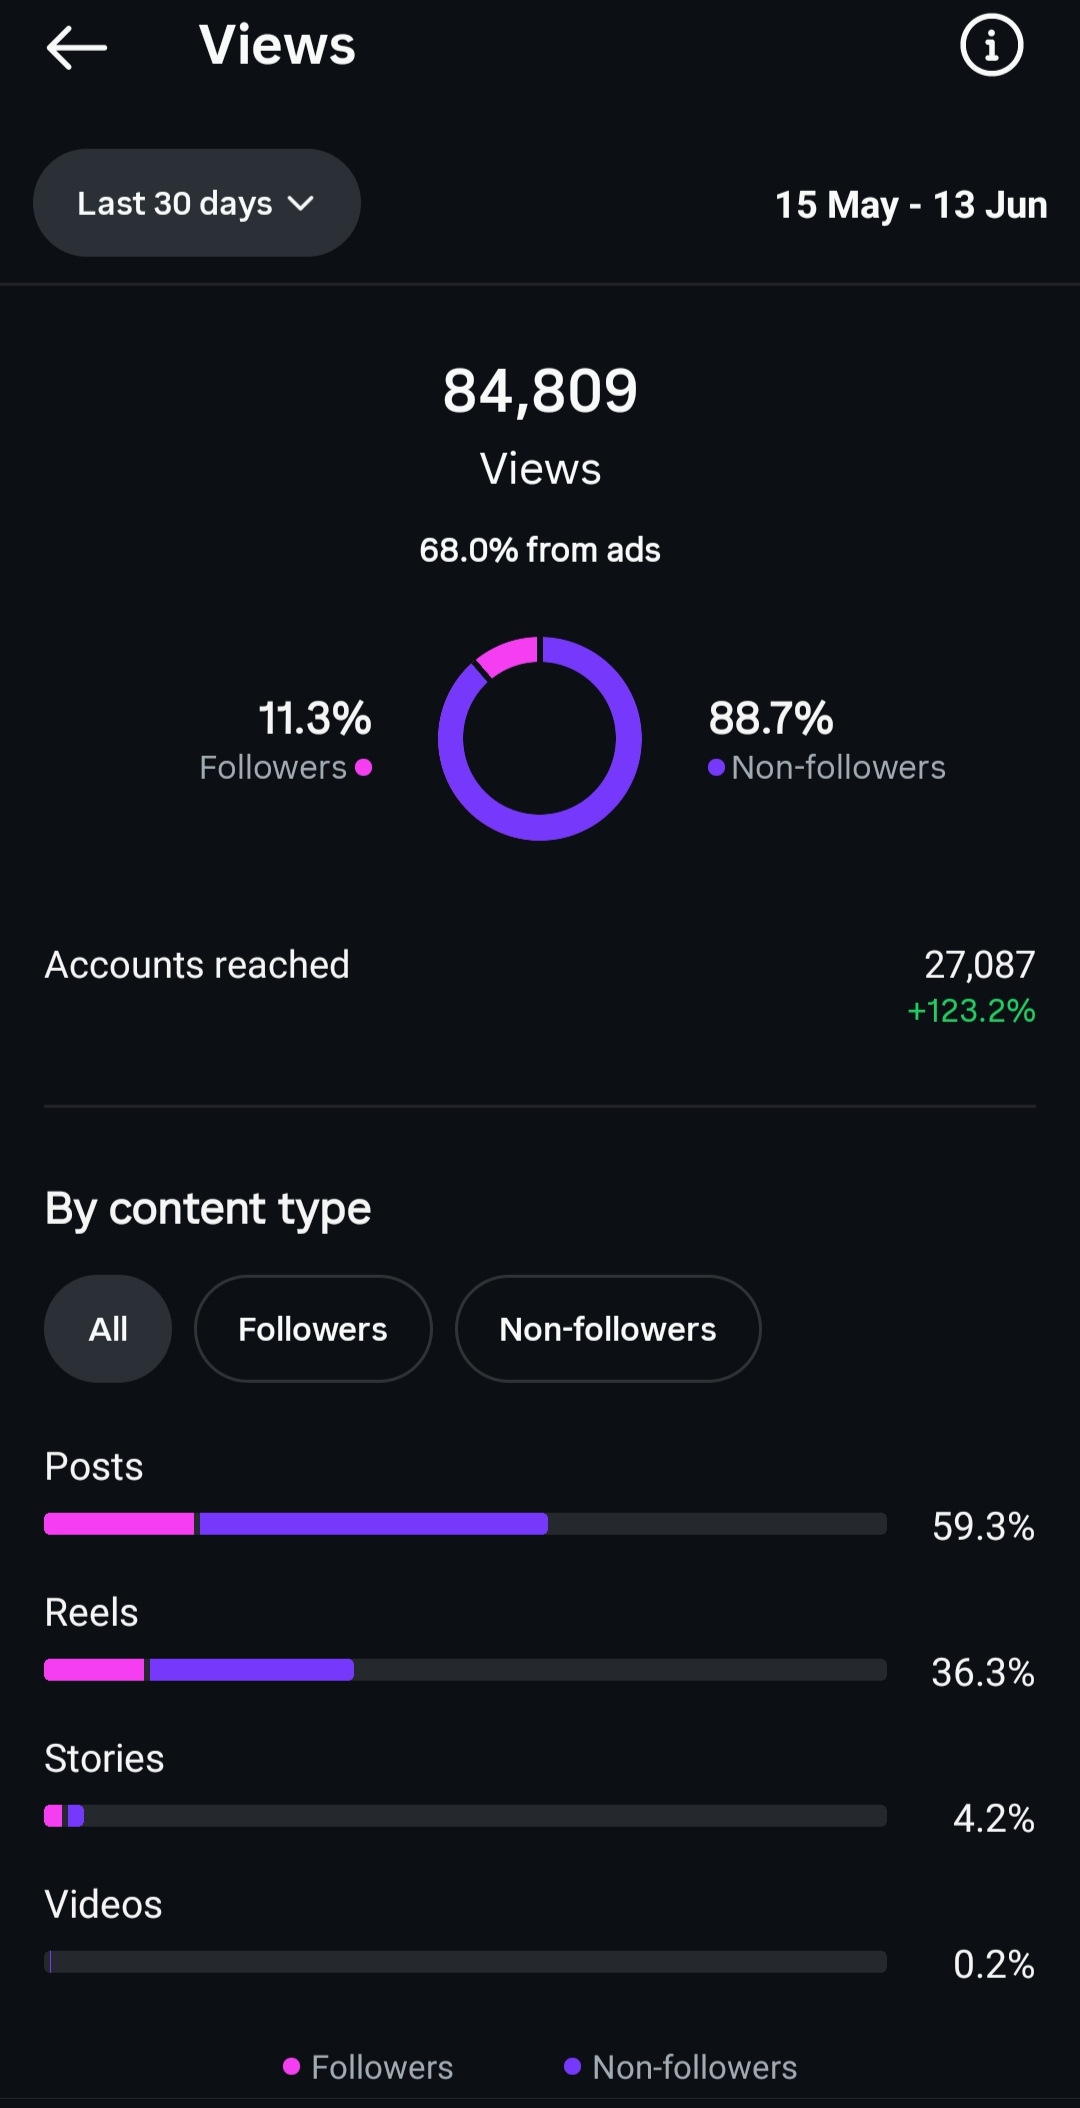 Views
Last 30 days
15 May - 13 Jun
84,809
Views
68.0% from ads
11.3%
Followers
88.7%
Non-followers
Accounts reached
27,087
+123.2%
By content type
All
Followers
Non-followers
Posts
59.3%
Reels
36.3%
Stories
4.2%
Videos
0.2%
Followers
Non-followers